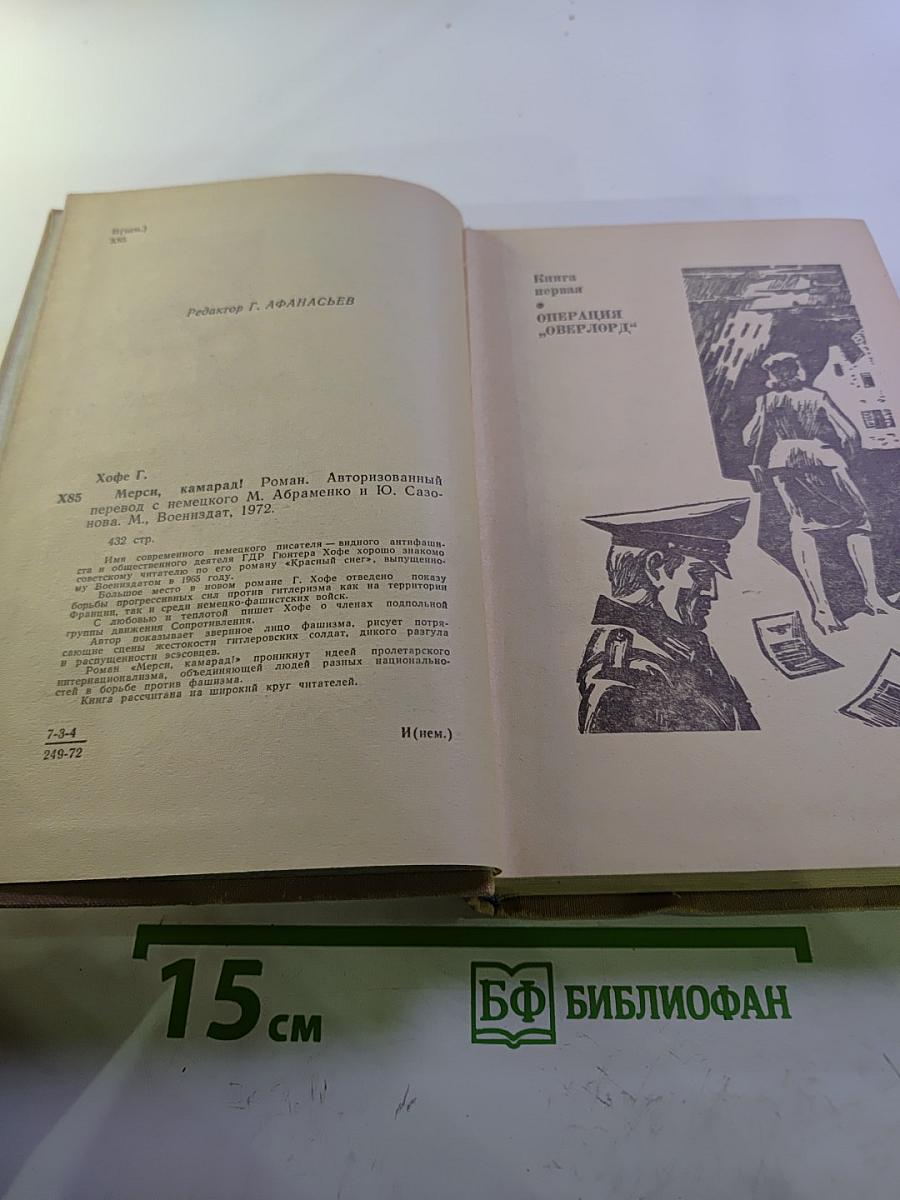 И(нем.)
Х85
Редактор Г. АФАНАСЬЕВ
Хофе Г.
Х85 Мерси, камарад! Роман. Авторизованный
перевод с немецкого М. Абраменко и Ю. Сазо-
нова. М., Воениздат, 1972.
432 стр.
Имя современного немецкого писателя — видного антифаши-
ста и общественного деятеля ГДР Гюнтера Хофе хорошо знакомо
советскому читателю по его роману «Красный снег», выпущенно-
му Воениздатом в 1965 году.
Большое место в новом романе Г. Хофе отведено показу
борьбы прогрессивных сил против гитлеризма как на территории
Франции, так и среди немецко-фашистских войск.
С любовью и теплотой пишет Хофе о членах подпольной
группы движения Сопротивления.
Автор показывает звериное лицо фашизма, рисует потря-
сающие сцены жестокости гитлеровских солдат, дикого разгула
и распущенности эсэсовцев.
Роман «Мерси, камарад!» проникнут идеей пролетарского
интернационализма, объединяющей людей разных национально-
стей в борьбе против фашизма.
Книга рассчитана на широкий круг читателей.
7-3-4
249-72
И(нем.)
Книга
первая
ОПЕРАЦИЯ
„ОВЕРЛОРД“
15 см
БФ БИБЛИОФАН